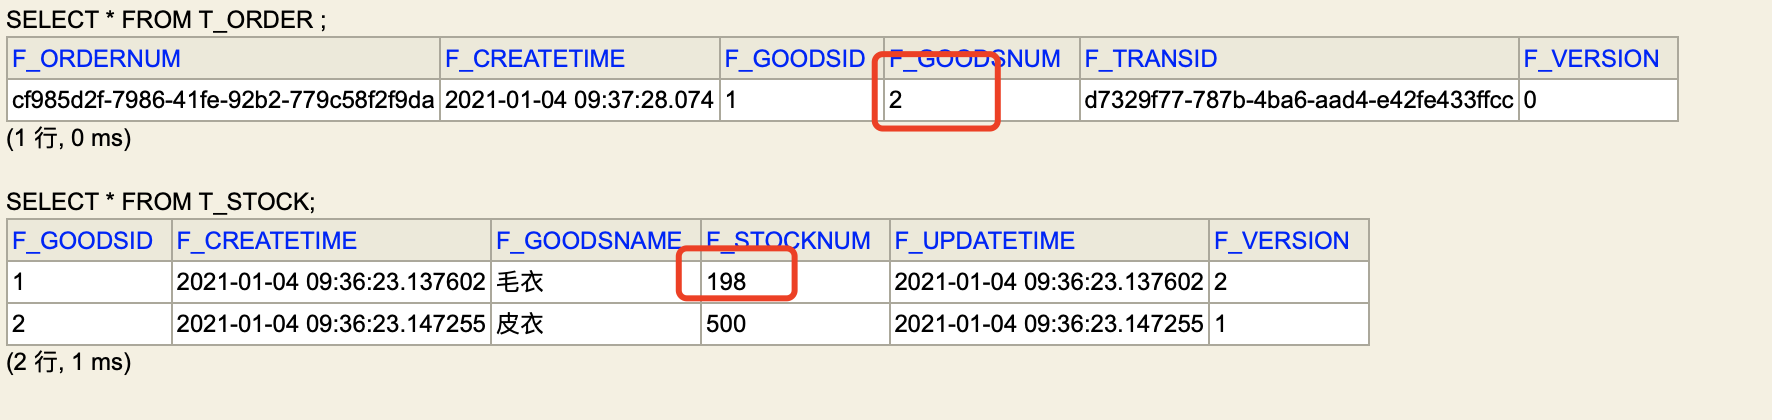 SELECT * FROM T_ORDER ;
F_ORDERNUM F_CREATETIME F_GOODSID F_GOODSNUM F_TRANSID F_VERSION
cf985d2f-7986-41fe-92b2-779c58f2f9da 2021-01-04 09:37:28.074 1 2 d7329f77-787b-4ba6-aad4-e42fe433ffcc 0
(1 行, 0 ms)
SELECT * FROM T_STOCK;
F_GOODSID F_CREATETIME F_GOODSNAME F_STOCKNUM F_UPDATETIME F_VERSION
1 2021-01-04 09:36:23.137602 毛衣 198 2021-01-04 09:36:23.137602 2
2 2021-01-04 09:36:23.147255 皮衣 500 2021-01-04 09:36:23.147255 1
(2 行, 1 ms)